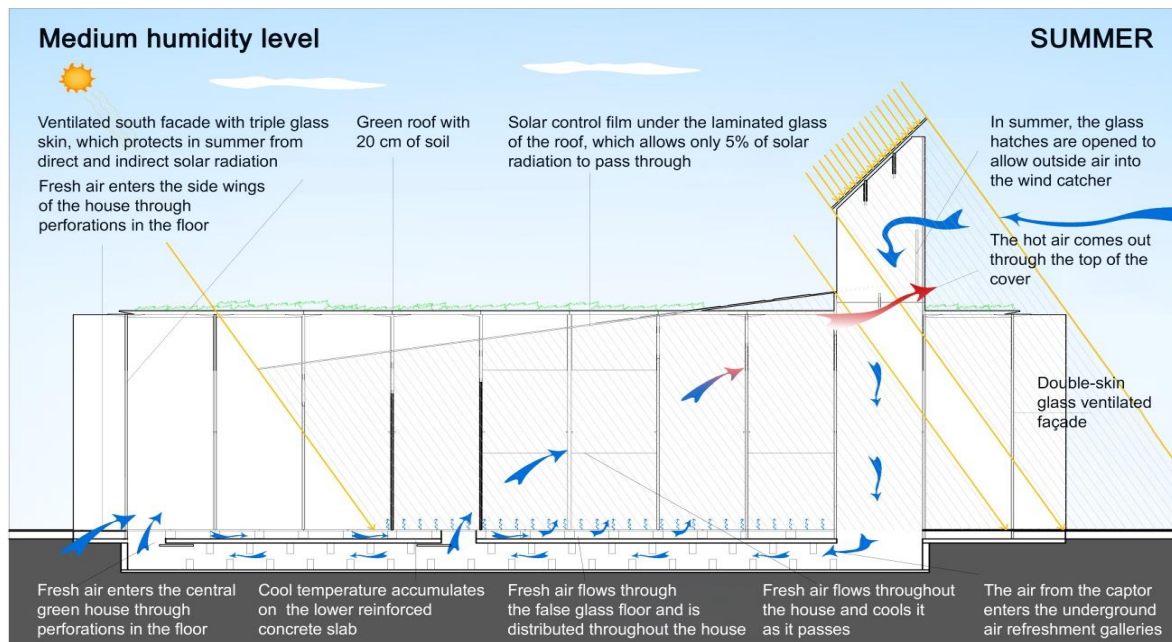 Medium humidity level
SUMMER
Ventilated south facade with triple glass
skin, which protects in summer from
direct and indirect solar radiation
Fresh air enters the side wings
of the house through
perforations in the floor
Green roof with
20 cm of soil
Solar control film under the laminated glass
of the roof, which allows only 5% of solar
radiation to pass through
In summer, the glass
hatches are opened to
allow outside air into
the wind catcher
The hot air comes out
through the top of the
cover
Double-skin
glass ventilated
façade
Fresh air enters the central
green house through
perforations in the floor
Cool temperature accumulates
on the lower reinforced
concrete slab
Fresh air flows through
the false glass floor and is
distributed throughout the house
Fresh air flows throughout
the house and cools it
as it passes
The air from the captor
enters the underground
air refreshment galleries